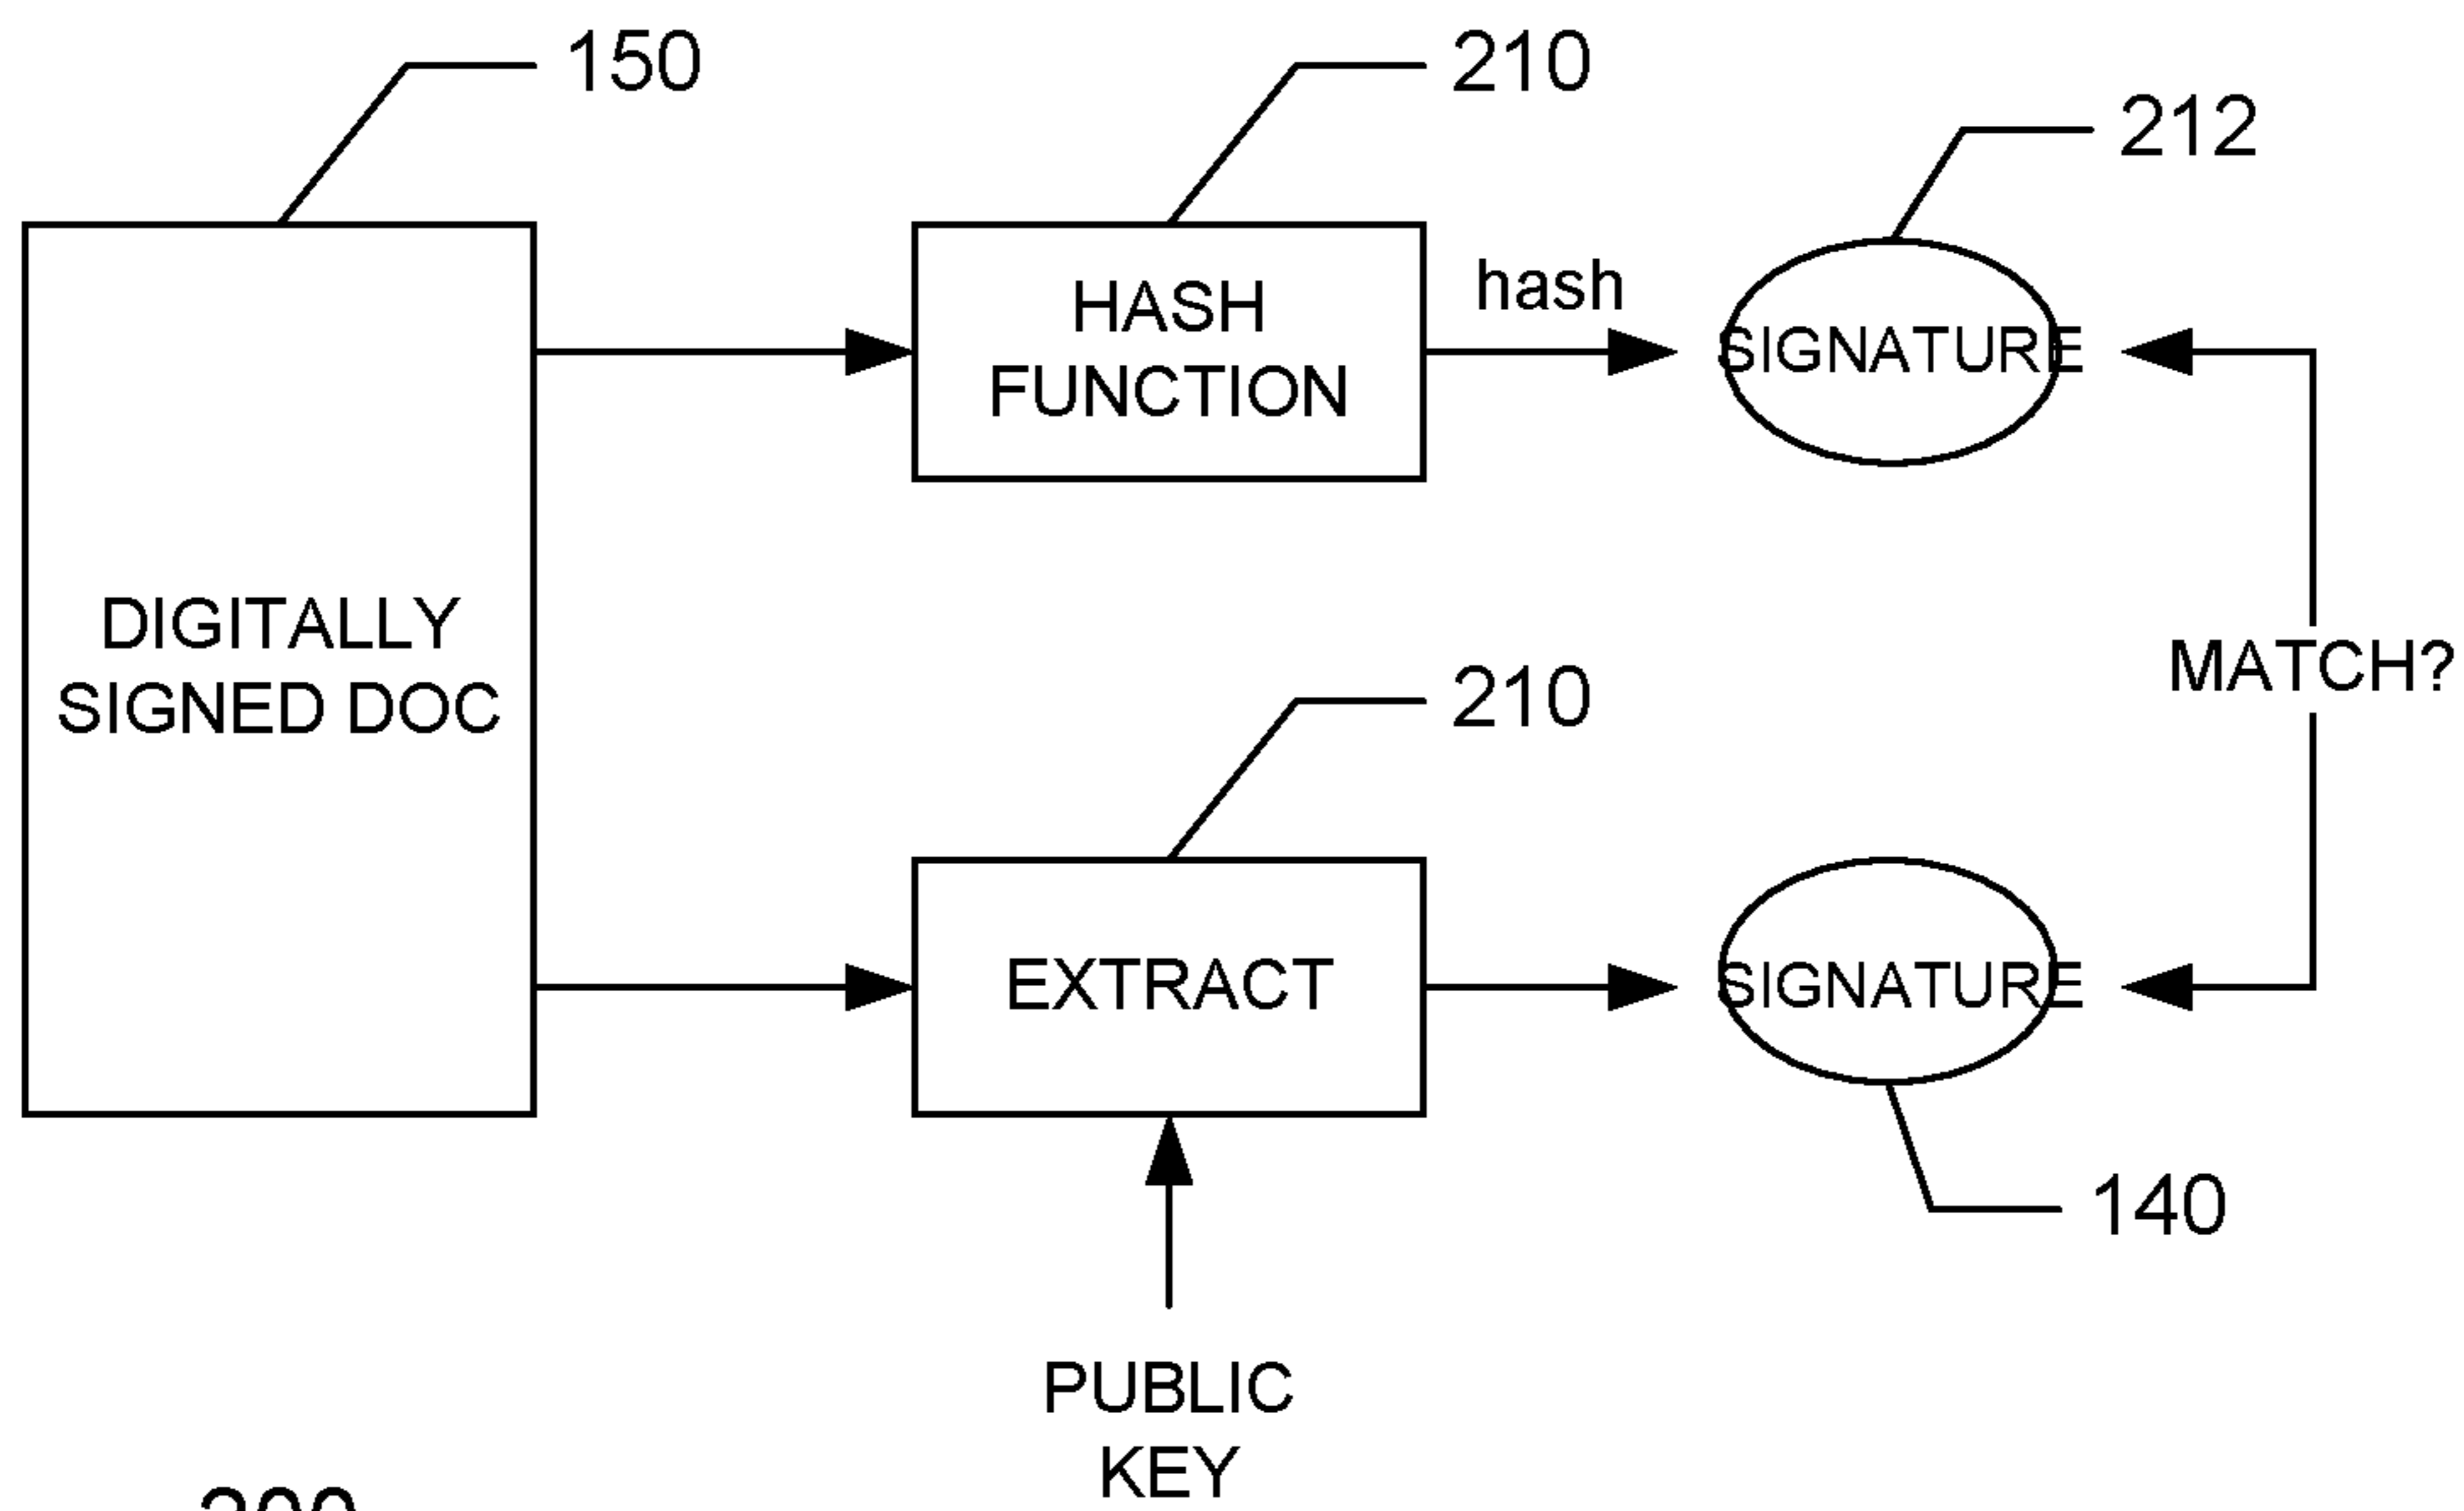 150
210
212
HASH
FUNCTION
hash
SIGNATURE
DIGITALLY
SIGNED DOC
MATCH?
210
EXTRACT
SIGNATURE
140
PUBLIC
KEY